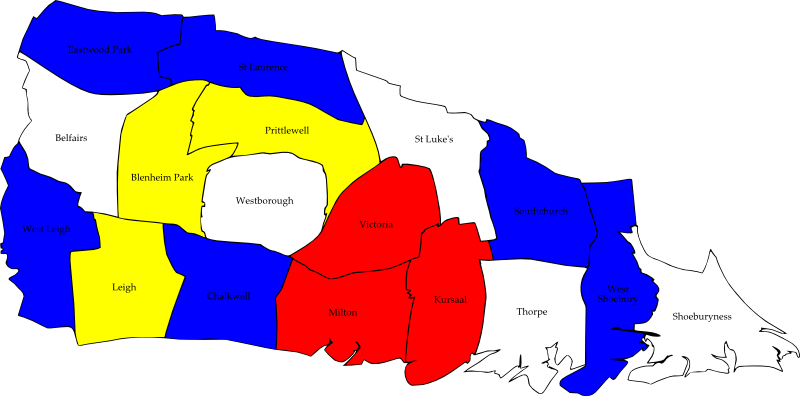 Eastwood Park
St Laurence
Prittlewell
St Luke's
Belfairs
Blenheim Park
Westborough
Southchurch
Victoria
West Leigh
Leigh
Chalkwell
Milton
Kursaal
Thorpe
West
Shoebury
Shoeburyness